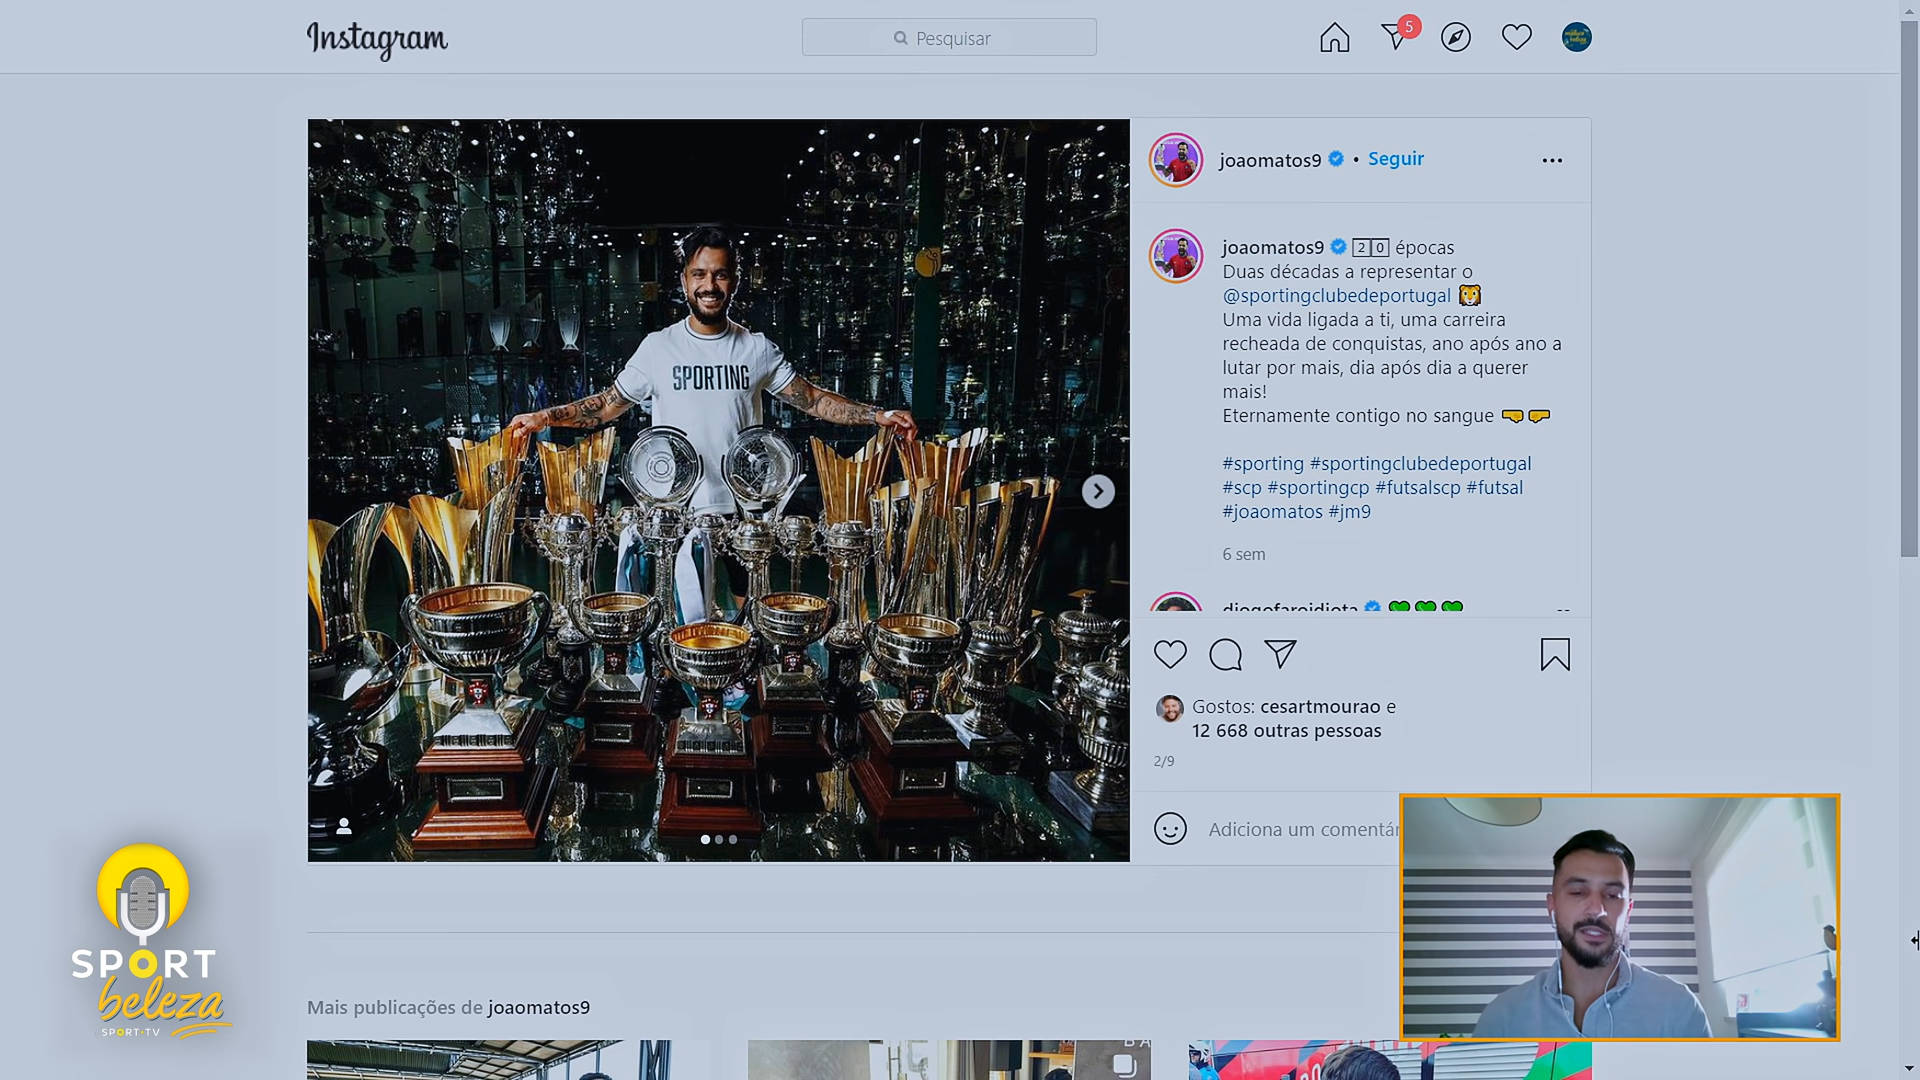 Instagram
Pesquisar
5
joaomatos9 • Seguir
joaomatos9 2 0 épocas
Duas décadas a representar o
@sportingclubedeportugal 🦁
Uma vida ligada a ti, uma carreira
recheada de conquistas, ano após ano a
lutar por mais, dia após dia a querer
mais!
Eternamente contigo no sangue 🤜🤛
#sporting #sportingclubedeportugal
#scp #sportingcp #futsalscp #futsal
#joaomatos #jm9
6 sem
diogofaroidiota 💚💚💚
Gostos: cesartmourao e
12 668 outras pessoas
2/9
Adiciona um comentár
SPORTING
SPORT
beleza
SPORT•TV
Mais publicações de joaomatos9